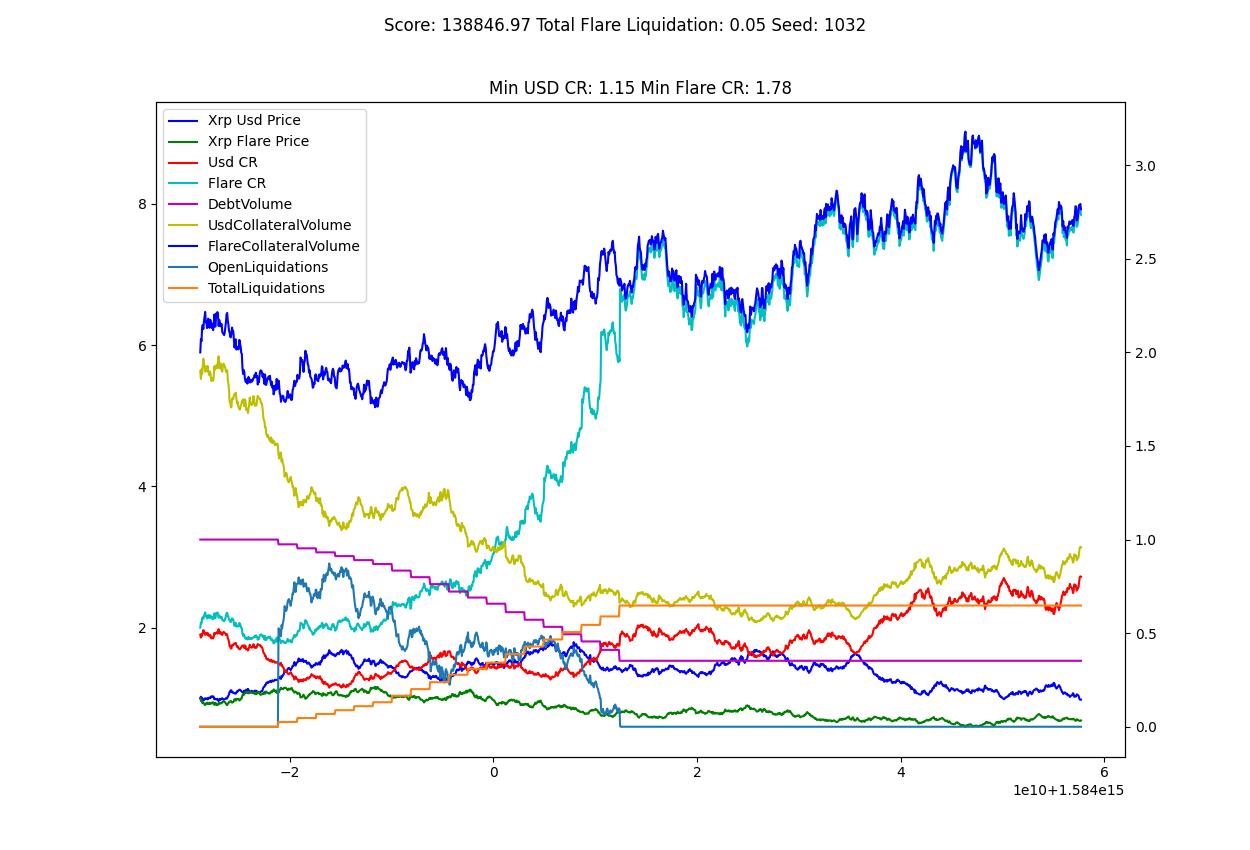 Score: 138846.97 Total Flare Liquidation: 0.05 Seed: 1032
Min USD CR: 1.15 Min Flare CR: 1.78
Xrp Usd Price
Xrp Flare Price
Usd CR
Flare CR
DebtVolume
UsdCollateralVolume
FlareCollateralVolume
OpenLiquidations
TotalLiquidations
8
6
4
2
3.0
2.5
2.0
1.5
1.0
0.5
0.0
−2 0 2 4 6
1e10+1.584e15